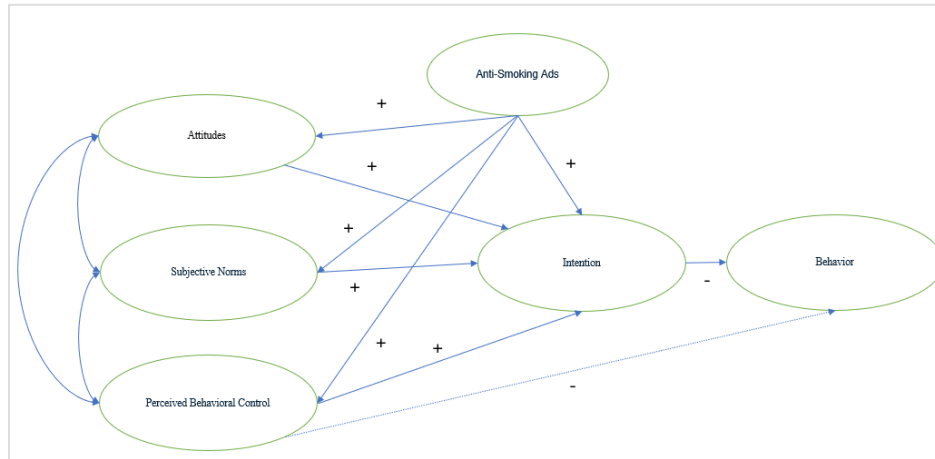 Anti-Smoking Ads
+
Attitudes
+
+
+
Subjective Norms
Intention
Behavior
-
+
+
+
-
Perceived Behavioral Control